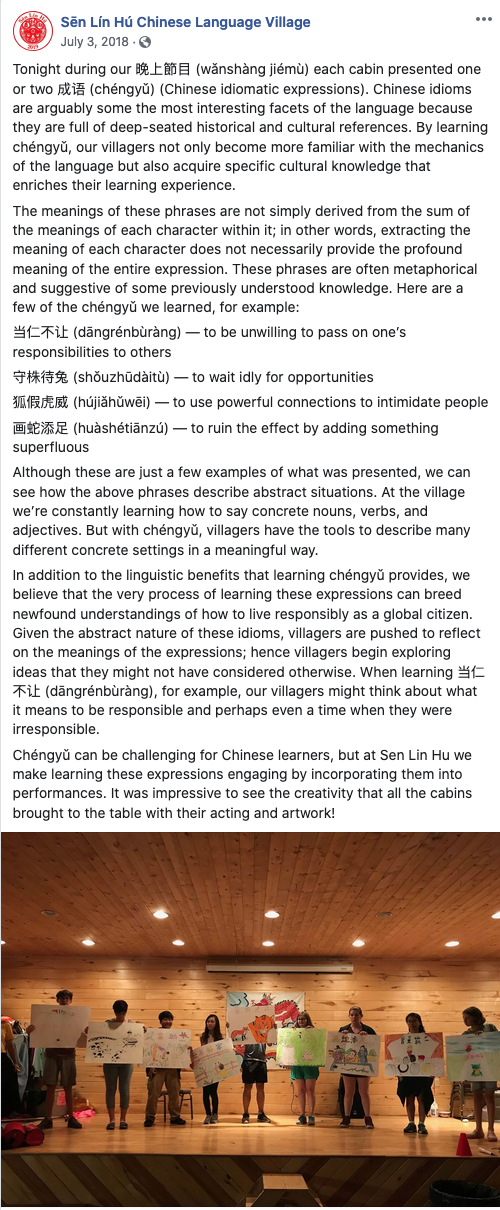 Sēn Lín Hú Chinese Language Village
July 3, 2018 ·
Tonight during our 晚上節目 (wǎnshàng jiémù) each cabin presented one
or two 成语 (chéngyǔ) (Chinese idiomatic expressions). Chinese idioms
are arguably some the most interesting facets of the language because
they are full of deep-seated historical and cultural references. By learning
chéngyǔ, our villagers not only become more familiar with the mechanics
of the language but also acquire specific cultural knowledge that
enriches their learning experience.
The meanings of these phrases are not simply derived from the sum of
the meanings of each character within it; in other words, extracting the
meaning of each character does not necessarily provide the profound
meaning of the entire expression. These phrases are often metaphorical
and suggestive of some previously understood knowledge. Here are a
few of the chéngyǔ we learned, for example:
当仁不让 (dāngrénbùràng) — to be unwilling to pass on one's
responsibilities to others
守株待兔 (shǒuzhūdàitù) — to wait idly for opportunities
狐假虎威 (hújiǎhǔwēi) — to use powerful connections to intimidate people
画蛇添足 (huàshétiānzú) — to ruin the effect by adding something
superfluous
Although these are just a few examples of what was presented, we can
see how the above phrases describe abstract situations. At the village
we're constantly learning how to say concrete nouns, verbs, and
adjectives. But with chéngyǔ, villagers have the tools to describe many
different concrete settings in a meaningful way.
In addition to the linguistic benefits that learning chéngyǔ provides, we
believe that the very process of learning these expressions can breed
newfound understandings of how to live responsibly as a global citizen.
Given the abstract nature of these idioms, villagers are pushed to reflect
on the meanings of the expressions; hence villagers begin exploring
ideas that they might not have considered otherwise. When learning 当仁
不让 (dāngrénbùràng), for example, our villagers might think about what
it means to be responsible and perhaps even a time when they were
irresponsible.
Chéngyǔ can be challenging for Chinese learners, but at Sen Lin Hu we
make learning these expressions engaging by incorporating them into
performances. It was impressive to see the creativity that all the cabins
brought to the table with their acting and artwork!